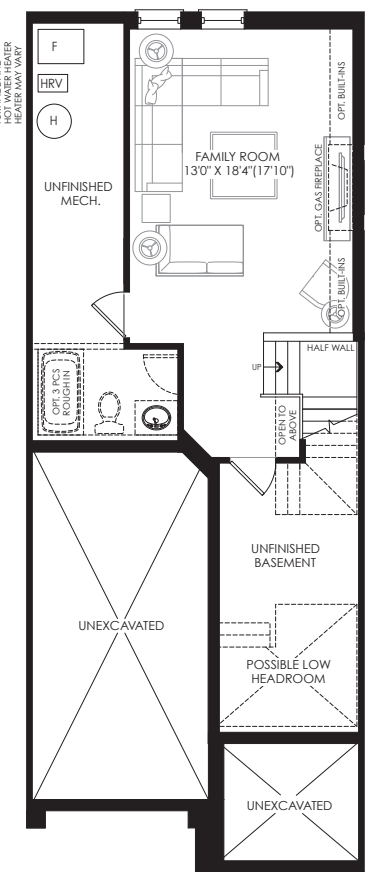 HOT WATER HEATER
HEATER MAY VARY
F
HRV
H
UNFINISHED
MECH.
FAMILY ROOM
13'0" X 18'4"(17'10")
OPT. BUILT-INS
OPT. GAS FIREPLACE
OPT. BUILT-INS
HALF WALL
UP
OPEN TO
ABOVE
OPT. 3 PCS
ROUGH IN
UNFINISHED
BASEMENT
UNEXCAVATED
POSSIBLE LOW
HEADROOM
UNEXCAVATED